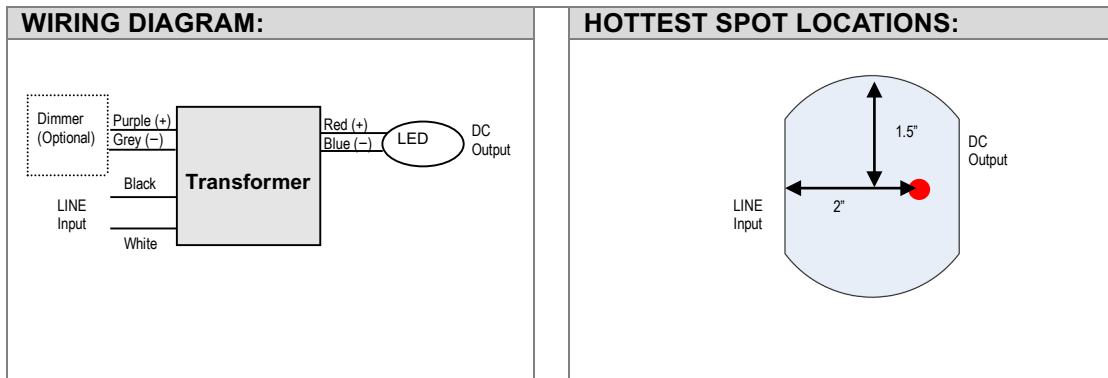 WIRING DIAGRAM:
Dimmer
(Optional)
Purple (+)
Grey (−)
Black
LINE
Input
White
Transformer
Red (+)
Blue (−)
LED
DC
Output
HOTTEST SPOT LOCATIONS:
1.5”
2”
LINE
Input
DC
Output